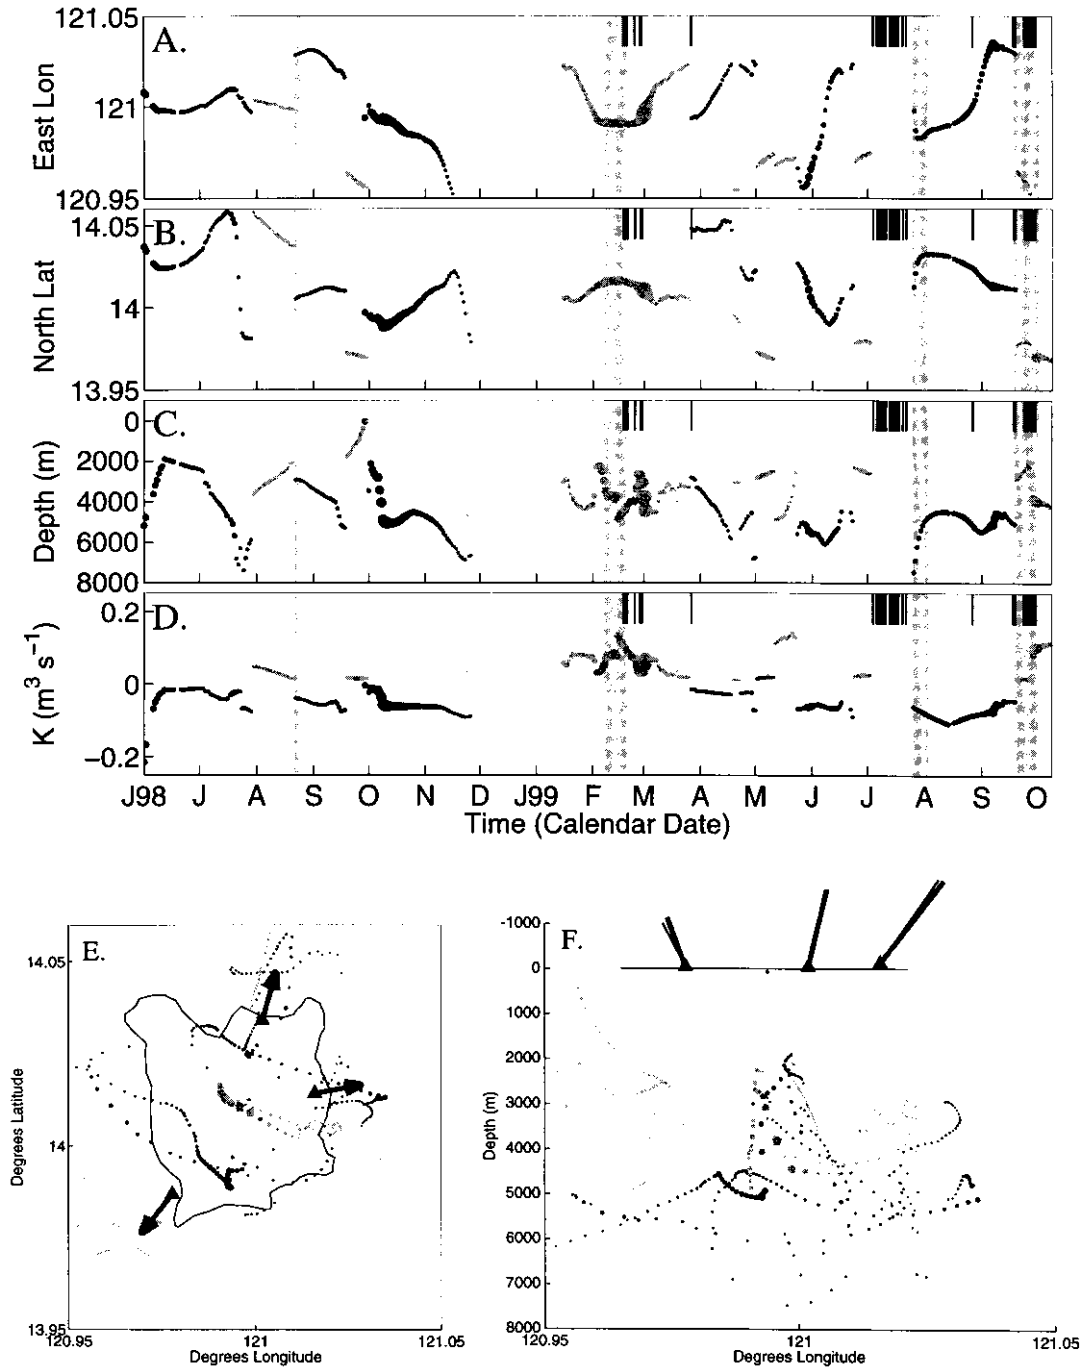 121.05
A.
121
120.95
East Lon
14.05
B.
14
13.95
North Lat
C.
0
2000
4000
6000
8000
Depth (m)
D.
0.2
0
−0.2
K (m³ s⁻¹)
J98 J A S O N D J99 F M A M J J A S O
Time (Calendar Date)
E.
14.05
14
13.95
120.95 121 121.05
Degrees Latitude
Degrees Longitude
F.
-1000
0
1000
2000
3000
4000
5000
6000
7000
8000
120.95 121 121.05
Depth (m)
Degrees Longitude